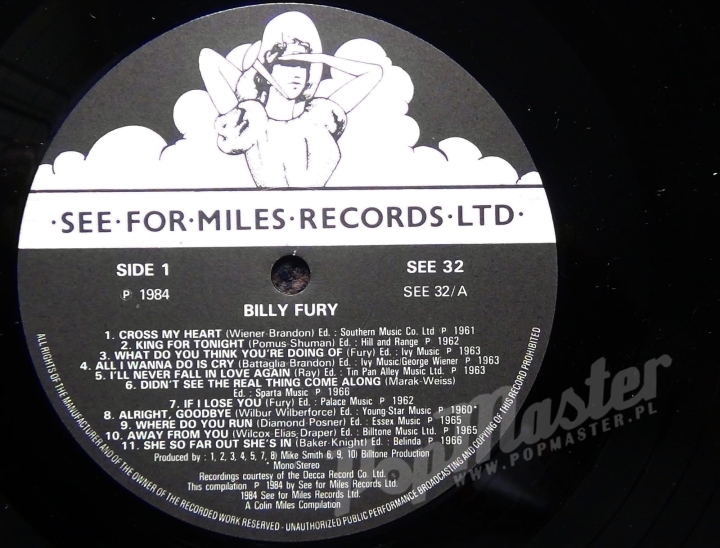 ·SEE·FOR·MILES·RECORDS·LTD·
SIDE 1
℗ 1984
SEE 32
SEE 32/A
BILLY FURY
1. CROSS MY HEART (Wiener·Brandon) Ed. : Southern Music Co. Ltd ℗ 1961
2. KING FOR TONIGHT (Pomus·Shuman) Ed. : Hill and Range ℗ 1962
3. WHAT DO YOU THINK YOU'RE DOING OF (Fury) Ed. : Ivy Music ℗ 1963
4. ALL I WANNA DO IS CRY (Battaglia·Brandon) Ed. : Ivy Music/George Wiener ℗ 1963
5. I'LL NEVER FALL IN LOVE AGAIN (Ray) Ed. : Tin Pan Alley Music Ltd. ℗ 1963
6. DIDN'T SEE THE REAL THING COME ALONG (Marak·Weiss)
Ed. : Sparta Music ℗ 1966
7. IF I LOSE YOU (Fury) Ed. : Palace Music ℗ 1962
8. ALRIGHT, GOODBYE (Wilbur Wilberforce) Ed. : Young·Star Music ℗ 1960*
9. WHERE DO YOU RUN (Diamond·Posner) Ed. : Essex Music ℗ 1965
10. AWAY FROM YOU (Wilcox·Elias·Draper) Ed. : Billtone Music Ltd. ℗ 1965
11. SHE SO FAR OUT SHE'S IN (Baker·Knight) Ed. : Belinda ℗ 1966
Produced by : 1, 2, 3, 4, 5, 7, 8) Mike Smith 6, 9, 10) Billtone Production
* Mono/Stereo
Recordings courtesy of the Decca Record Co. Ltd.
This compilation ℗ 1984 by See for Miles Records Ltd.
1984 See for Miles Records Ltd.
A Colin Miles Compilation
ALL RIGHTS OF THE MANUFACTURER AND OF THE OWNER OF THE RECORDED WORK RESERVED - UNAUTHORIZED PUBLIC PERFORMANCE BROADCASTING AND COPYING OF THIS RECORD PROHIBITED
PopMaster
WWW.POPMASTER.PL